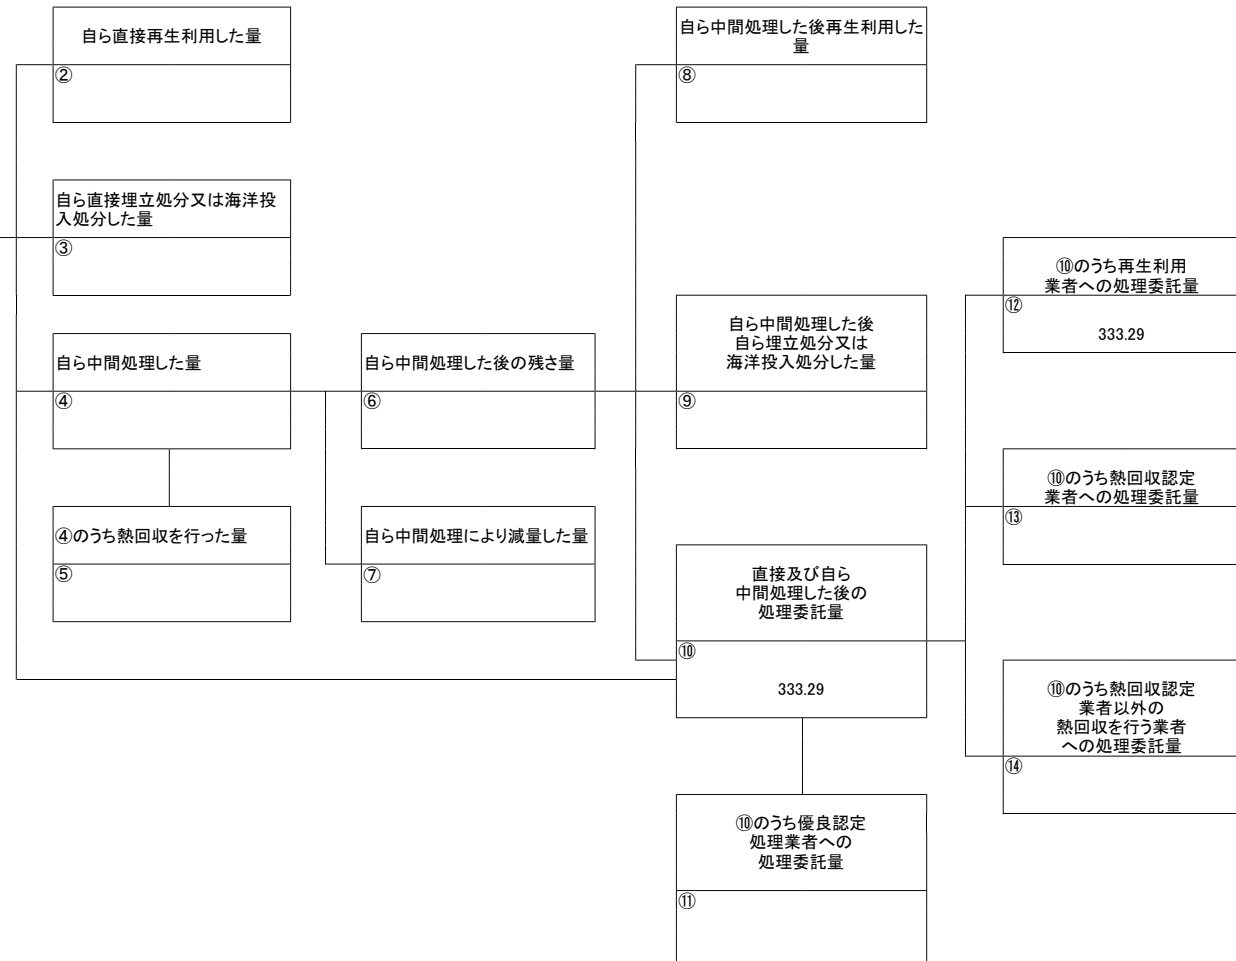 自ら直接再生利用した量
②
自ら直接埋立処分又は海洋投
入処分した量
③
自ら中間処理した量
④
④のうち熱回収を行った量
⑤
自ら中間処理した後の残さ量
⑥
自ら中間処理により減量した量
⑦
自ら中間処理した後再生利用した
量
⑧
自ら中間処理した後
自ら埋立処分又は
海洋投入処分した量
⑨
直接及び自ら
中間処理した後の
処理委託量
⑩
333.29
⑩のうち優良認定
処理業者への
処理委託量
⑪
⑩のうち再生利用
業者への処理委託量
⑫
333.29
⑩のうち熱回収認定
業者への処理委託量
⑬
⑩のうち熱回収認定
業者以外の
熱回収を行う業者
への処理委託量
⑭